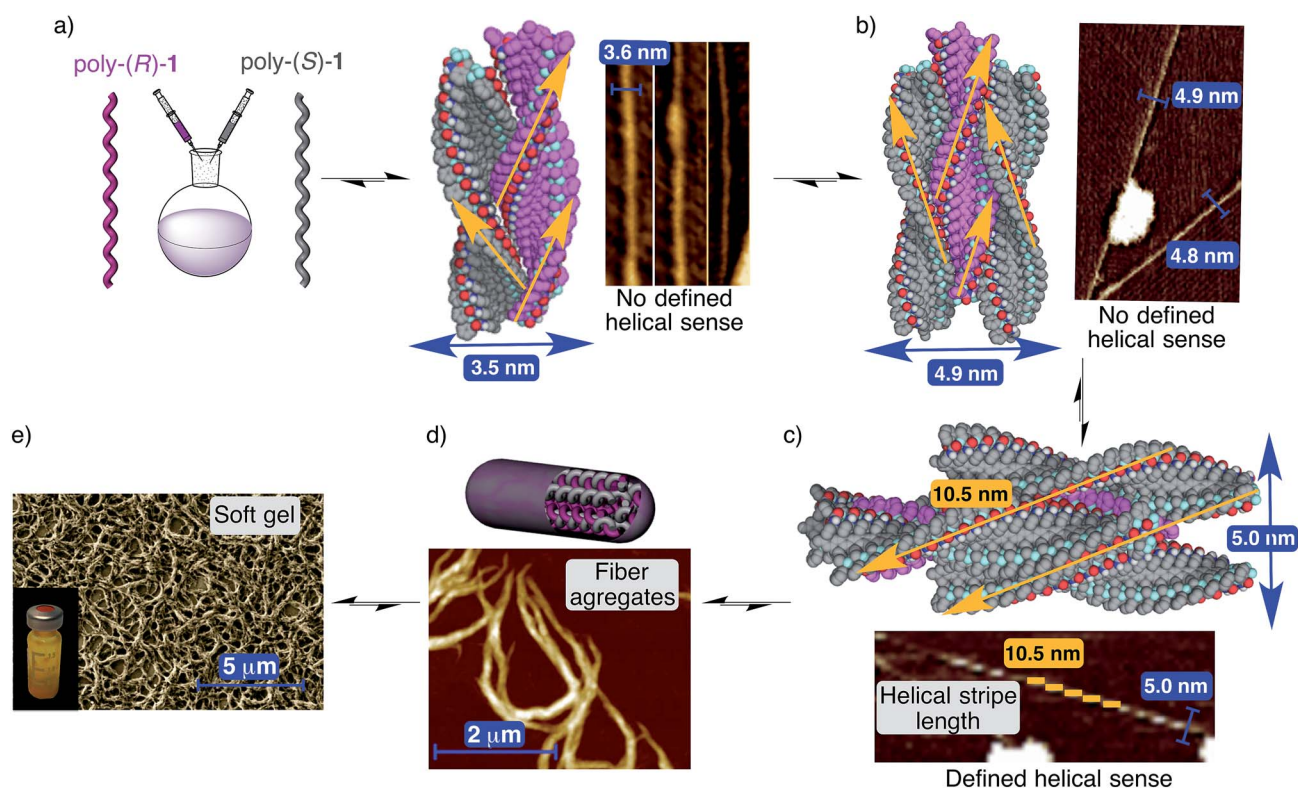 a)
poly-(R)-1
poly-(S)-1
3.6 nm
No defined
helical sense
3.5 nm
b)
4.9 nm
4.8 nm
No defined
helical sense
4.9 nm
c)
10.5 nm
5.0 nm
10.5 nm
Helical stripe
length
5.0 nm
Defined helical sense
d)
Fiber
agregates
2 μm
e)
Soft gel
5 μm